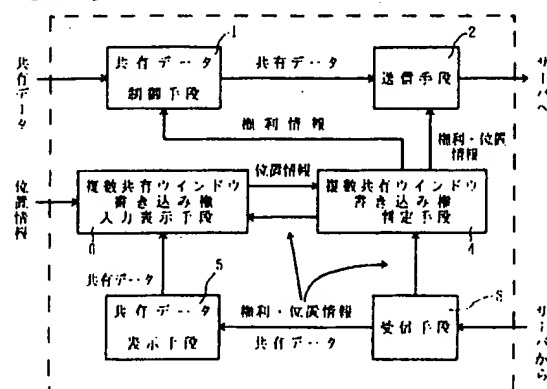 1
共有データ
制御手段
共有データ
2
送信手段
共有データ
サーバへ
権利情報
権利・位置
情報
位置情報
複数共有ウインドウ
書き込み権
入力表示手段
6
位置情報
複数共有ウインドウ
書き込み権
判定手段
4
共有データ
5
共有データ
表示手段
権利・位置情報
共有データ
3
受信手段
サーバから